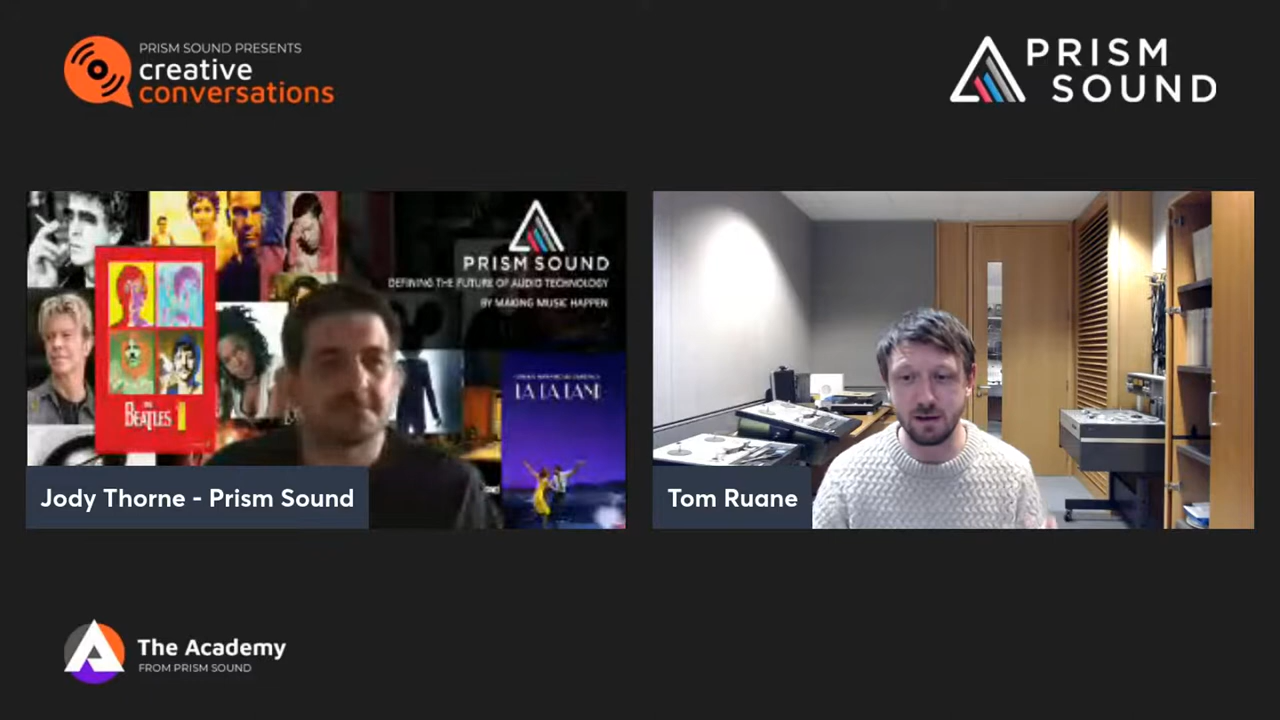 PRISM SOUND PRESENTS
creative
conversations
PRISM
SOUND
PRISM SOUND
DEFINING THE FUTURE OF AUDIO TECHNOLOGY
BY MAKING MUSIC HAPPEN
THE
BEATLES 1
LA LA LAND
Jody Thorne - Prism Sound
Tom Ruane
The Academy
FROM PRISM SOUND